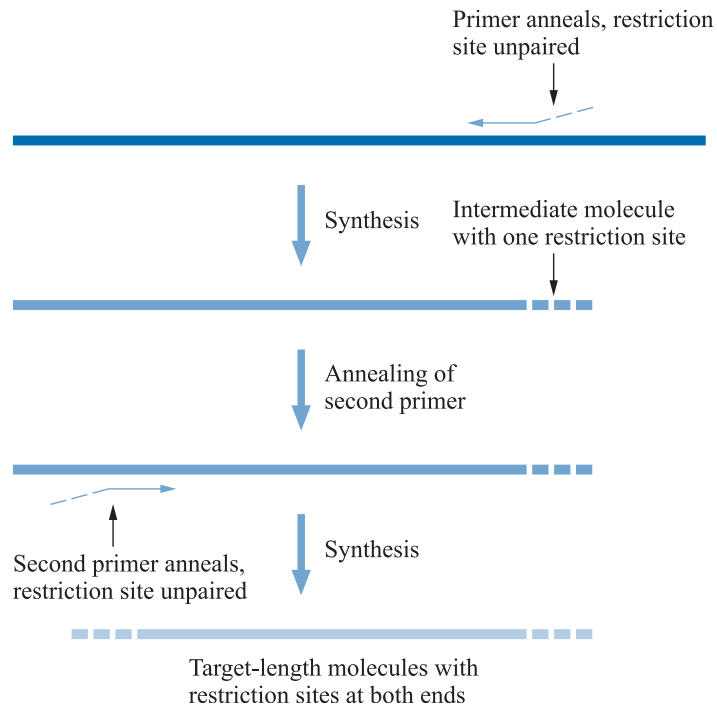 Primer anneals, restriction
site unpaired
Synthesis
Intermediate molecule
with one restriction site
Annealing of
second primer
Second primer anneals,
restriction site unpaired
Synthesis
Target-length molecules with
restriction sites at both ends